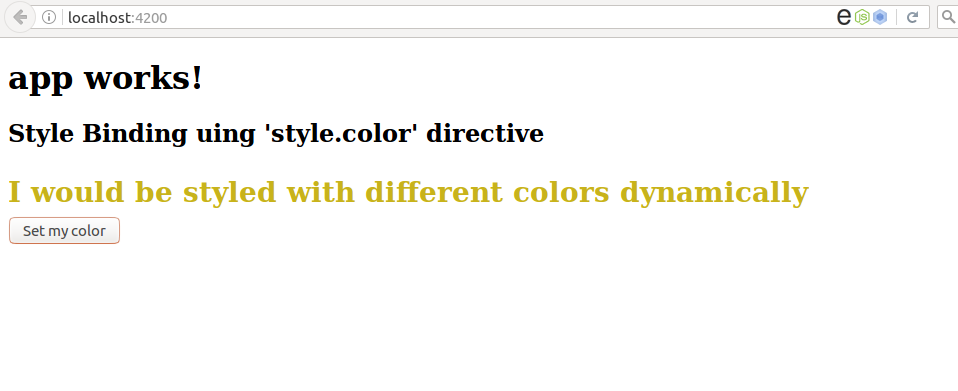 localhost:4200
app works!
Style Binding uing 'style.color' directive
I would be styled with different colors dynamically
Set my color